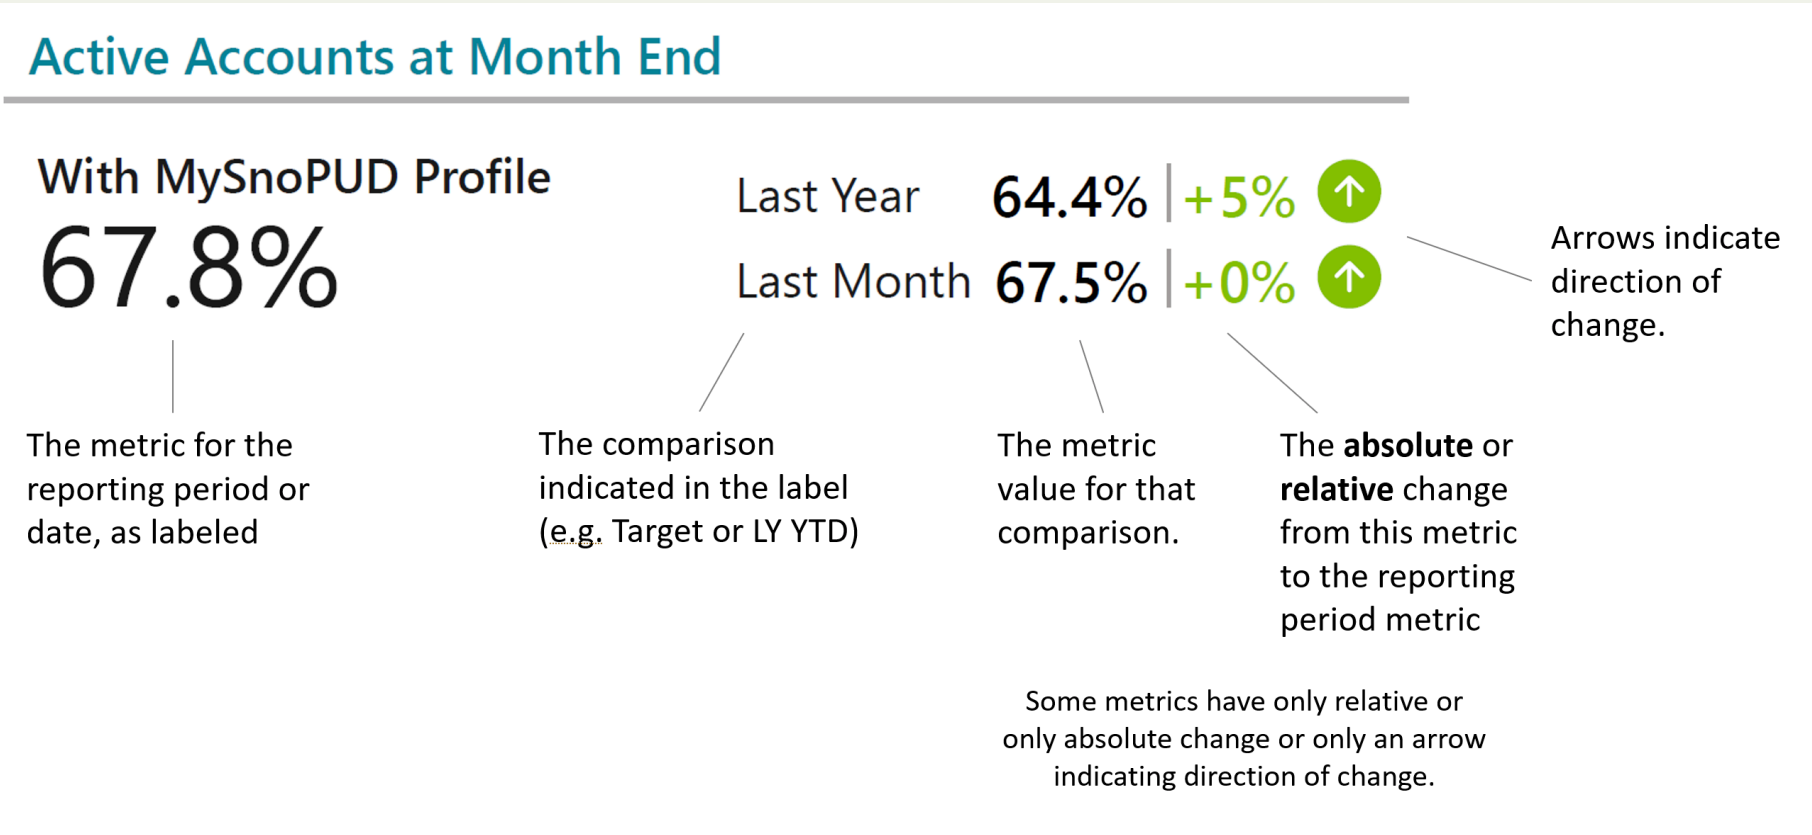 Active Accounts at Month End
With MySnoPUD Profile
67.8%
Last Year 64.4% +5%
Last Month 67.5% +0%
Arrows indicate
direction of
change.
The metric for the
reporting period or
date, as labeled
The comparison
indicated in the label
(e.g. Target or LY YTD)
The metric
value for that
comparison.
The absolute or
relative change
from this metric
to the reporting
period metric
Some metrics have only relative or
only absolute change or only an arrow
indicating direction of change.